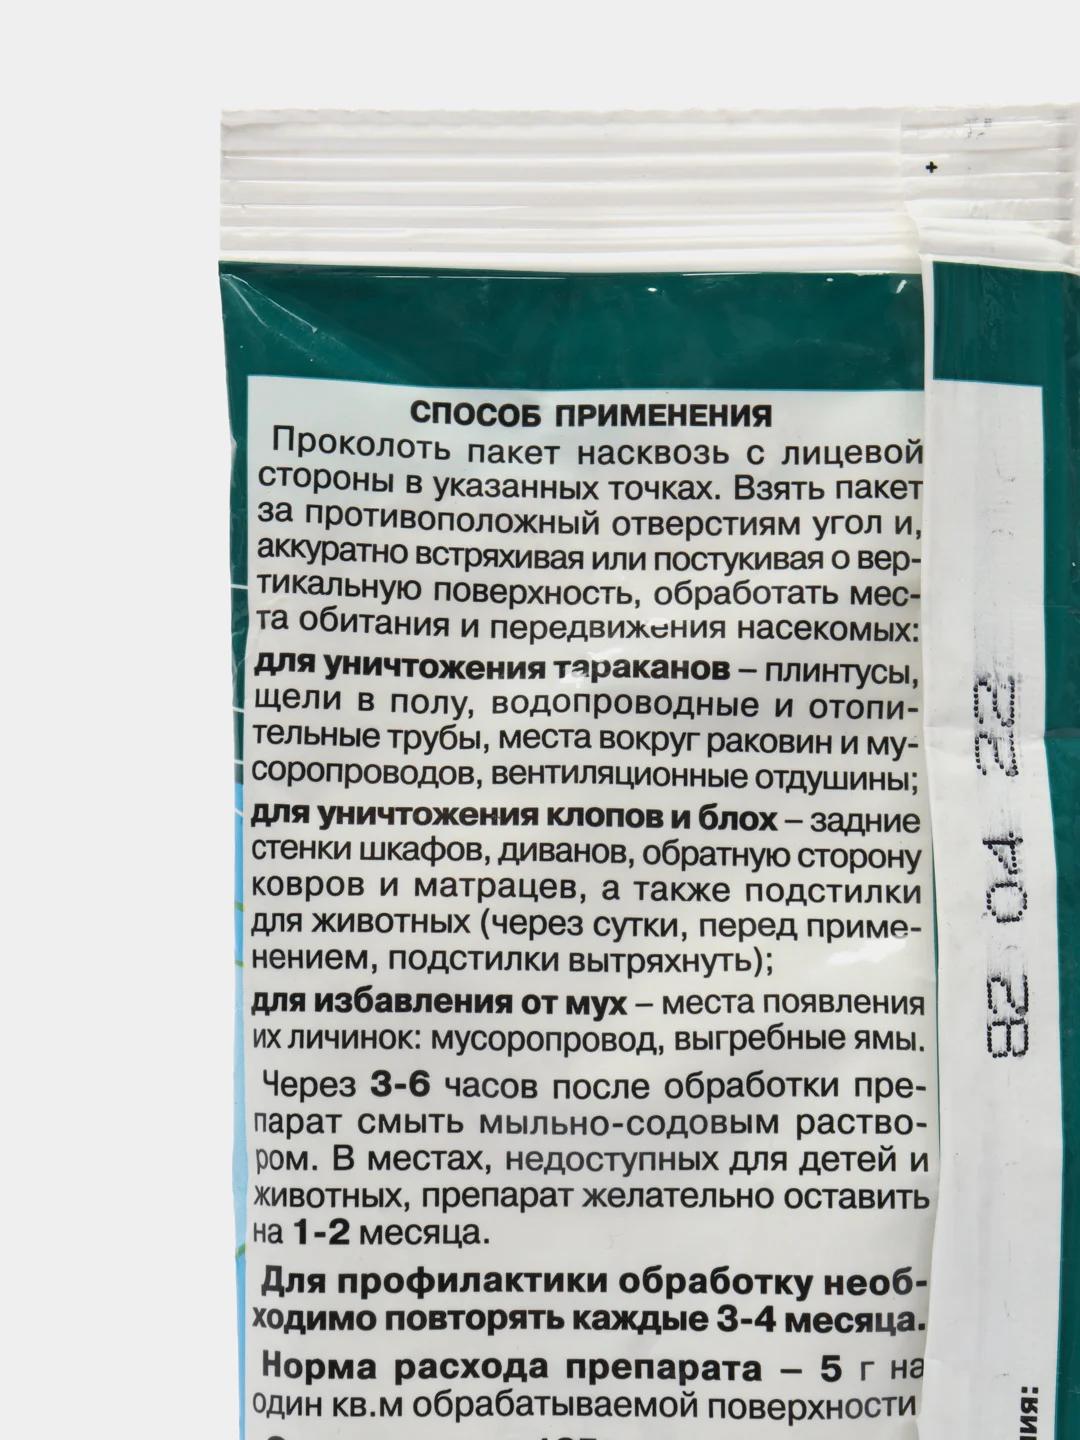 СПОСОБ ПРИМЕНЕНИЯ
Проколоть пакет насквозь с лицевой
стороны в указанных точках. Взять пакет
за противоположный отверстиям угол и,
аккуратно встряхивая или постукивая о вер-
тикальную поверхность, обработать мес-
та обитания и передвижения насекомых:
для уничтожения тараканов – плинтусы,
щели в полу, водопроводные и отопи-
тельные трубы, места вокруг раковин и му-
соропроводов, вентиляционные отдушины;
для уничтожения клопов и блох – задние
стенки шкафов, диванов, обратную сторону
ковров и матрацев, а также подстилки
для животных (через сутки, перед приме-
нением, подстилки вытряхнуть);
для избавления от мух – места появления
их личинок: мусоропровод, выгребные ямы.
Через 3-6 часов после обработки пре-
парат смыть мыльно-содовым раство-
ром. В местах, недоступных для детей и
животных, препарат желательно оставить
на 1-2 месяца.
Для профилактики обработку необ-
ходимо повторять каждые 3-4 месяца.
Норма расхода препарата – 5 г на
один кв.м обрабатываемой поверхности